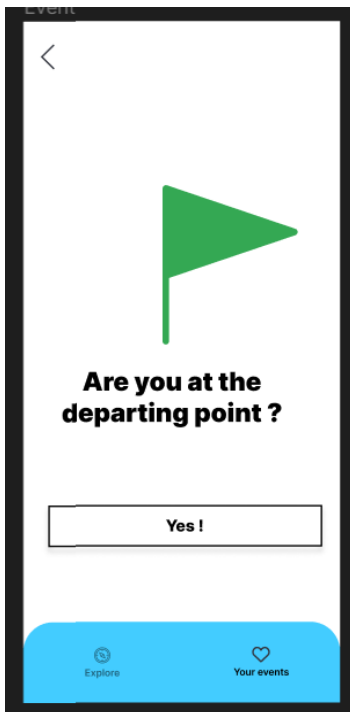 Event
Are you at the
departing point ?
Yes !
Explore
Your events